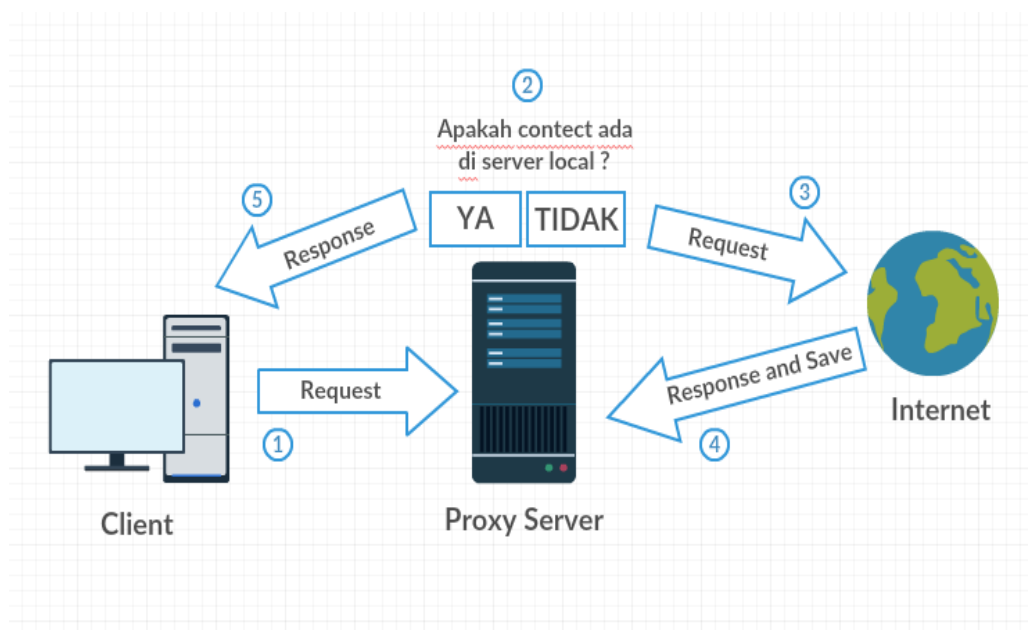 2
Apakah contect ada
di server local ?
YA
TIDAK
5
Response
3
Request
Request
1
Response and Save
4
Internet
Client
Proxy Server